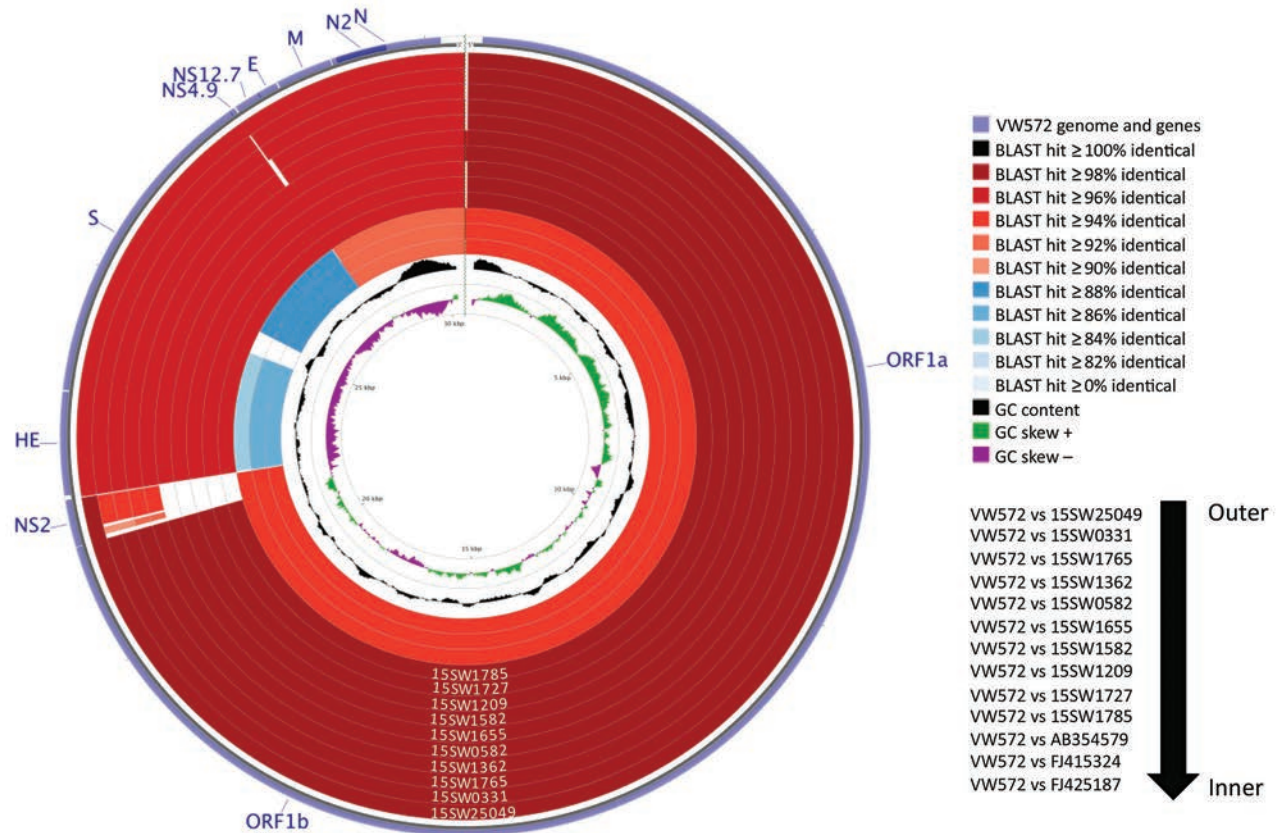 N2
N
M
E
NS12.7
NS4.9
S
HE
NS2
ORF1b
ORF1a
30 kbp
5 kbp
20 kbp
15 kbp
20 kbp
25 kbp
15SW1785
15SW1727
15SW1209
15SW1582
15SW1655
15SW0582
15SW1362
15SW1765
15SW0331
15SW25049
VW572 genome and genes
BLAST hit ≥ 100% identical
BLAST hit ≥ 98% identical
BLAST hit ≥ 96% identical
BLAST hit ≥ 94% identical
BLAST hit ≥ 92% identical
BLAST hit ≥ 90% identical
BLAST hit ≥ 88% identical
BLAST hit ≥ 86% identical
BLAST hit ≥ 84% identical
BLAST hit ≥ 82% identical
BLAST hit ≥ 0% identical
GC content
GC skew +
GC skew –
VW572 vs 15SW25049
VW572 vs 15SW0331
VW572 vs 15SW1765
VW572 vs 15SW1362
VW572 vs 15SW0582
VW572 vs 15SW1655
VW572 vs 15SW1582
VW572 vs 15SW1209
VW572 vs 15SW1727
VW572 vs 15SW1785
VW572 vs AB354579
VW572 vs FJ415324
VW572 vs FJ425187
Outer
Inner